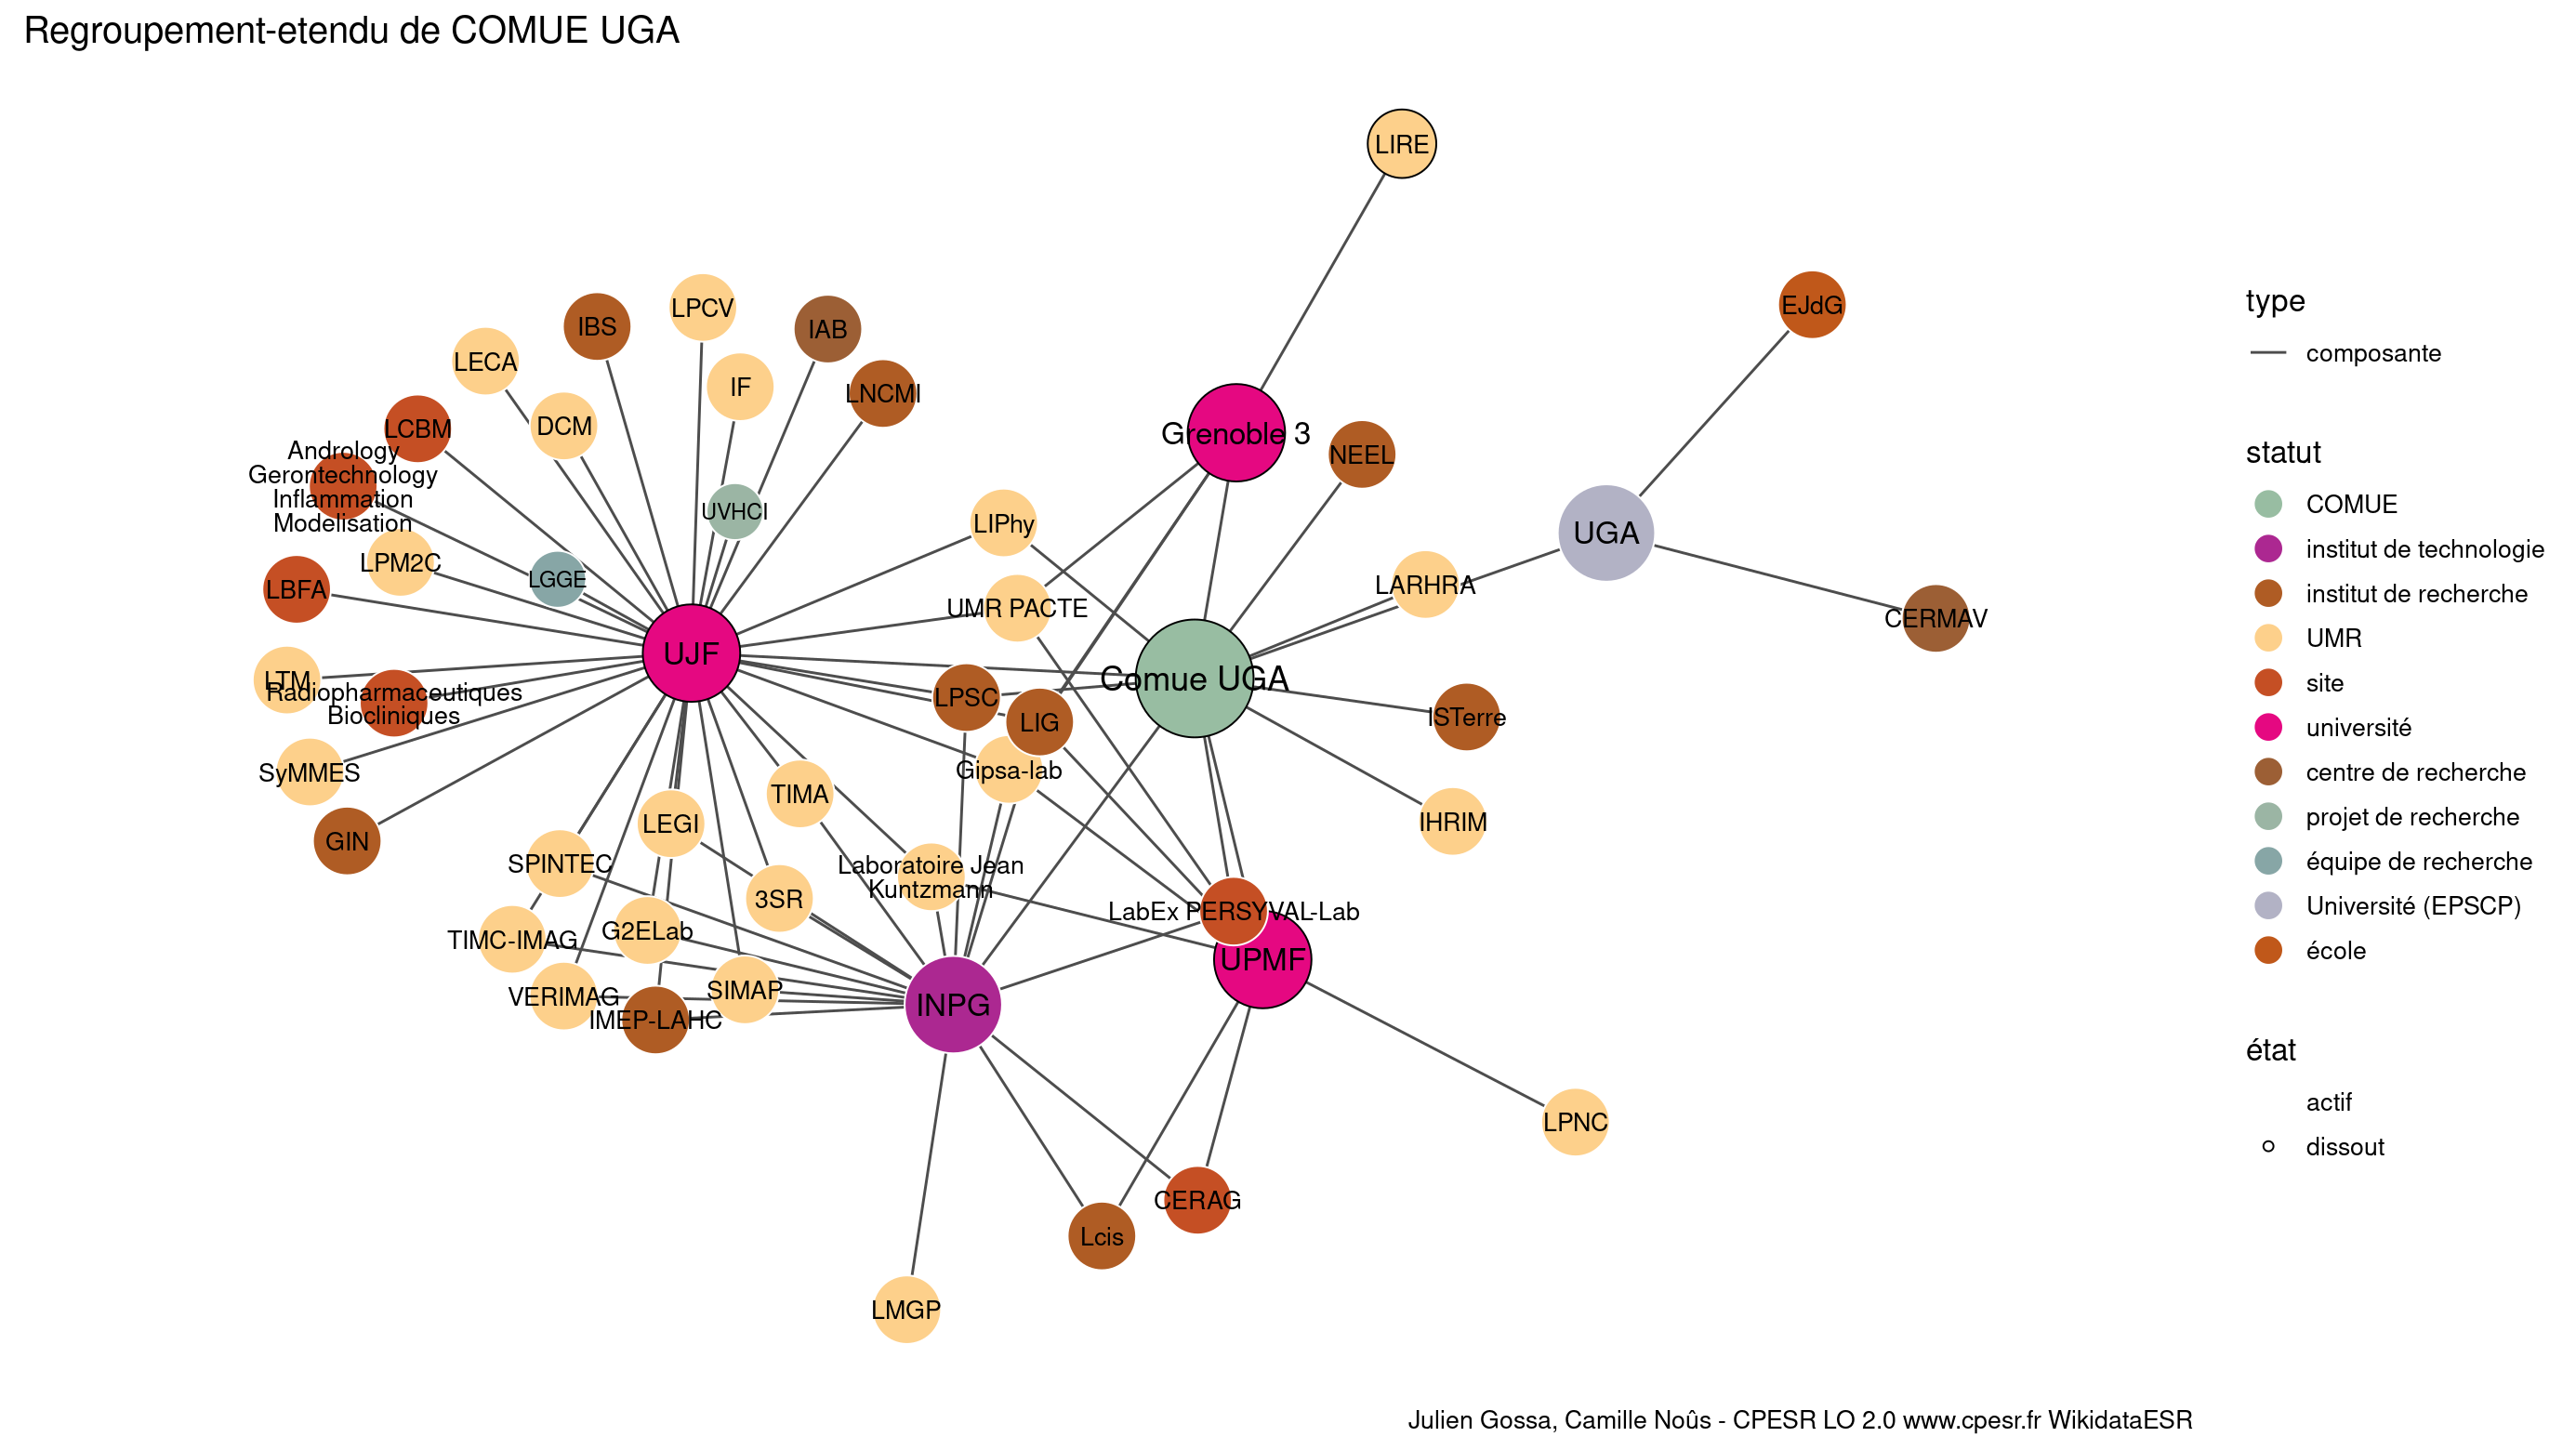 Regroupement-etendu de COMUE UGA
LIRE
EJdG
LPCV
IBS
IAB
LECA
IF
LNCMI
DCM
LCBM
Grenoble 3
Andrology
Gerontechnology
Inflammation
Modelisation
NEEL
UVHCI
LIPhy
UGA
LPM2C
LGGE
LBFA
LARHRA
UMR PACTE
CERMAV
UJF
Comue UGA
LTM
Radiopharmaceutiques
Biocliniques
LPSC
LIG
ISTerre
SyMMES
Gipsa-lab
TIMA
LEGI
IHRIM
GIN
SPINTEC
Laboratoire Jean
Kuntzmann
3SR
LabEx PERSYVAL-Lab
G2ELab
TIMC-IMAG
UPMF
SIMAP
VERIMAG
INPG
IMEP-LAHC
LPNC
CERAG
Lcis
LMGP
type
composante
statut
COMUE
institut de technologie
institut de recherche
UMR
site
université
centre de recherche
projet de recherche
équipe de recherche
Université (EPSCP)
école
état
actif
dissout
Julien Gossa, Camille Noûs - CPESR LO 2.0 www.cpesr.fr WikidataESR